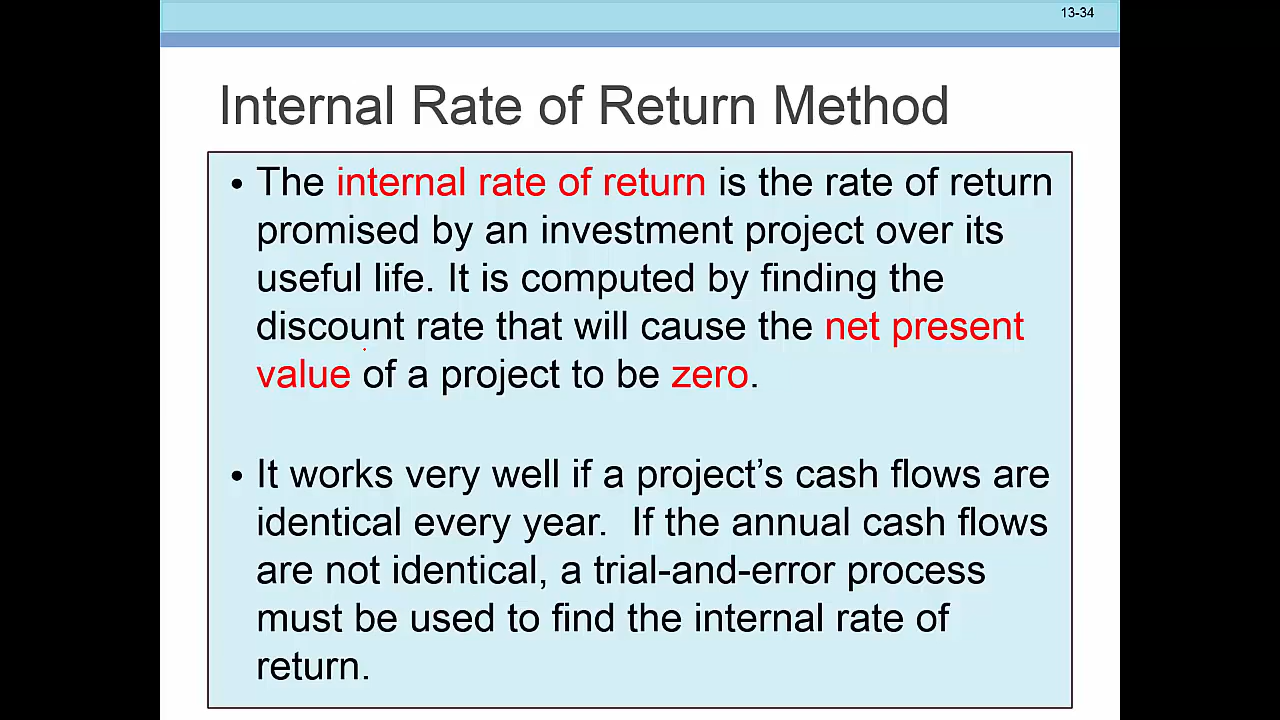 13-34
Internal Rate of Return Method
• The internal rate of return is the rate of return
promised by an investment project over its
useful life. It is computed by finding the
discount rate that will cause the net present
value of a project to be zero.
• It works very well if a project’s cash flows are
identical every year.  If the annual cash flows
are not identical, a trial-and-error process
must be used to find the internal rate of
return.